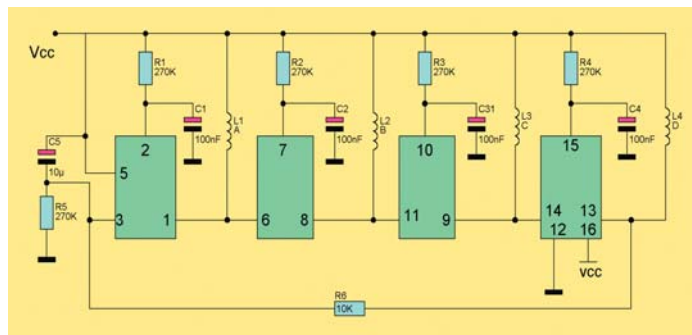 Vcc
R1
270K
C1
100nF
L1
A
R2
270K
C2
100nF
L2
B
R3
270K
C31
100nF
L3
C
R4
270K
C4
100nF
L4
D
C5
10µ
R5
270K
2
5
3
1
7
6
8
10
11
9
15
14
13
12
16
vcc
R6
10K